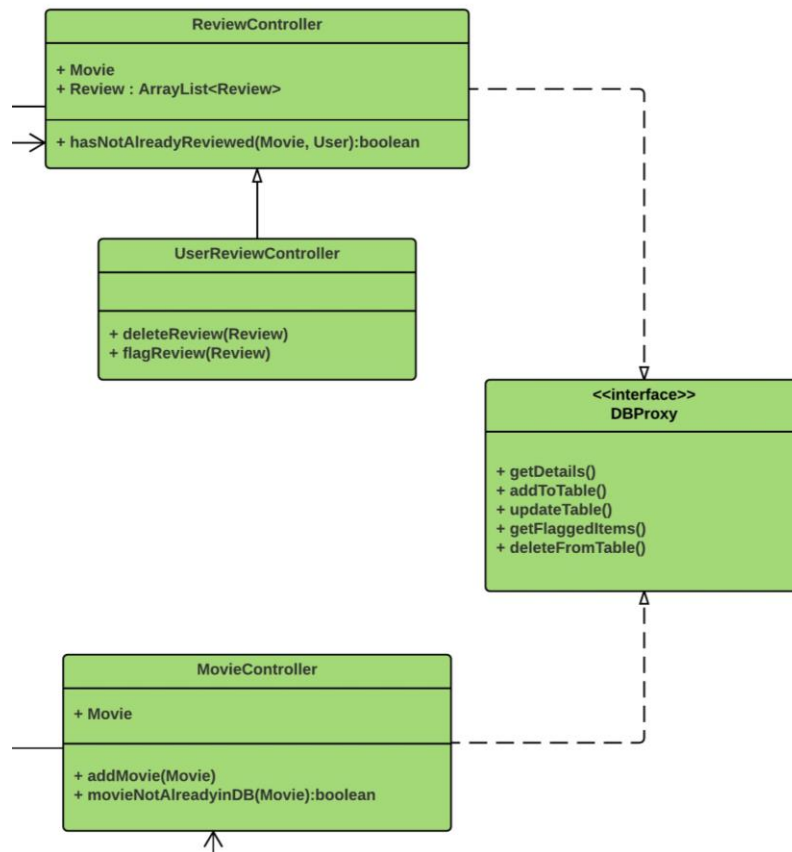 ReviewController
+ Movie
+ Review : ArrayList<Review>
+ hasNotAlreadyReviewed(Movie, User):boolean
UserReviewController
+ deleteReview(Review)
+ flagReview(Review)
<<interface>>
DBProxy
+ getDetails()
+ addToTable()
+ updateTable()
+ getFlaggedItems()
+ deleteFromTable()
MovieController
+ Movie
+ addMovie(Movie)
+ movieNotAlreadyinDB(Movie):boolean